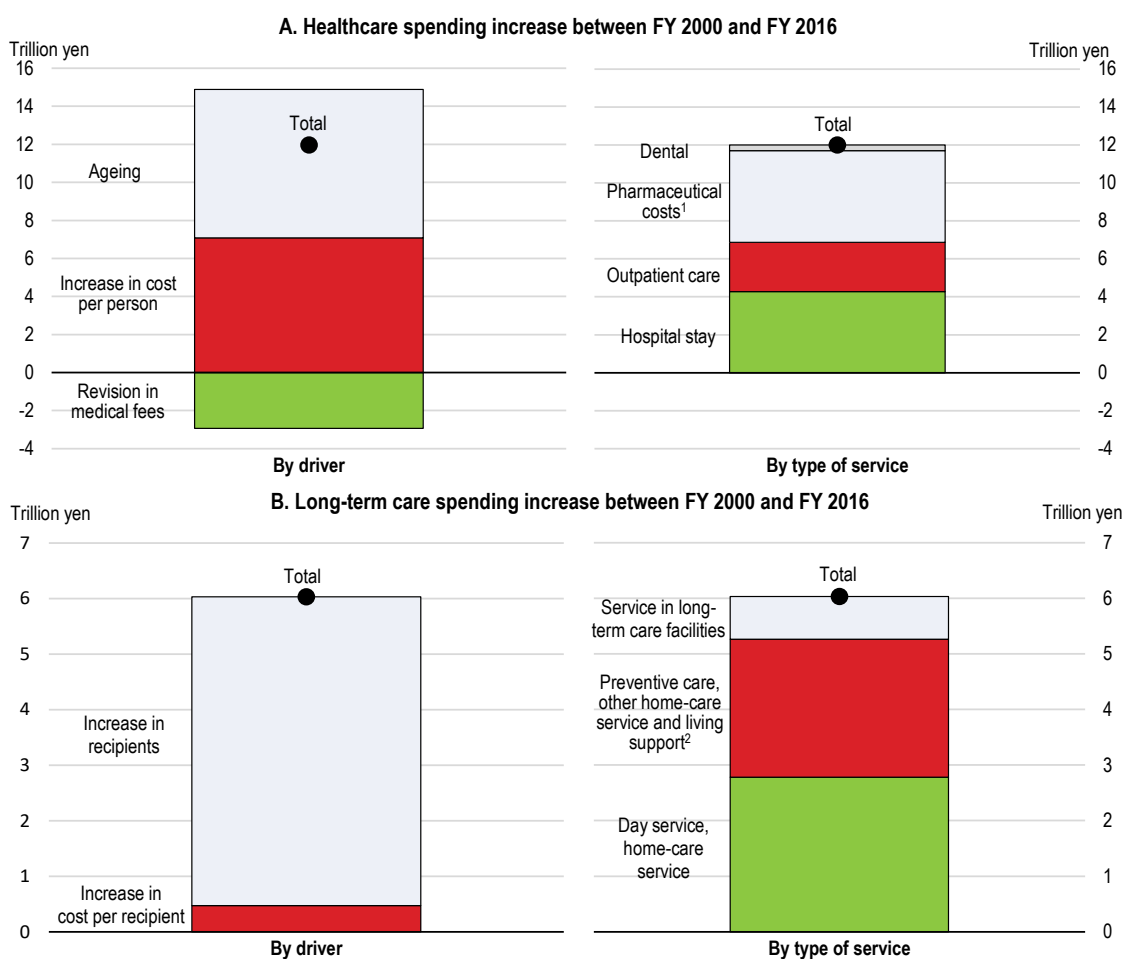 A. Healthcare spending increase between FY 2000 and FY 2016
Trillion yen
16
14
12
10
8
6
4
2
0
-2
-4
Ageing
Increase in cost
per person
Revision in
medical fees
Total
By driver
Trillion yen
16
14
12
10
8
6
4
2
0
-2
-4
Total
Dental
Pharmaceutical
costs¹
Outpatient care
Hospital stay
By type of service
B. Long-term care spending increase between FY 2000 and FY 2016
Trillion yen
7
6
5
4
3
2
1
0
Total
Increase in
recipients
Increase in
cost per recipient
By driver
Trillion yen
7
6
5
4
3
2
1
0
Total
Service in long-
term care facilities
Preventive care,
other home-care
service and living
support²
Day service,
home-care
service
By type of service